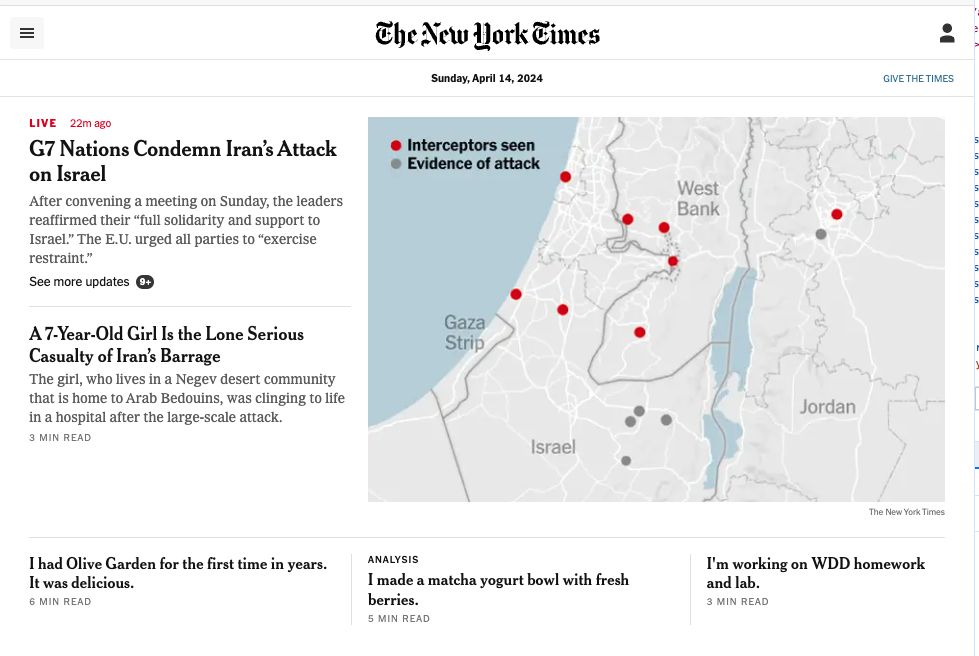 The New York Times
Sunday, April 14, 2024
GIVE THE TIMES
LIVE 22m ago
G7 Nations Condemn Iran's Attack
on Israel
After convening a meeting on Sunday, the leaders
reaffirmed their “full solidarity and support to
Israel.” The E.U. urged all parties to “exercise
restraint.”
See more updates 9+
A 7-Year-Old Girl Is the Lone Serious
Casualty of Iran’s Barrage
The girl, who lives in a Negev desert community
that is home to Arab Bedouins, was clinging to life
in a hospital after the large-scale attack.
3 MIN READ
Interceptors seen
Evidence of attack
West
Bank
Gaza
Strip
Jordan
Israel
The New York Times
I had Olive Garden for the first time in years.
It was delicious.
6 MIN READ
ANALYSIS
I made a matcha yogurt bowl with fresh
berries.
5 MIN READ
I'm working on WDD homework
and lab.
3 MIN READ